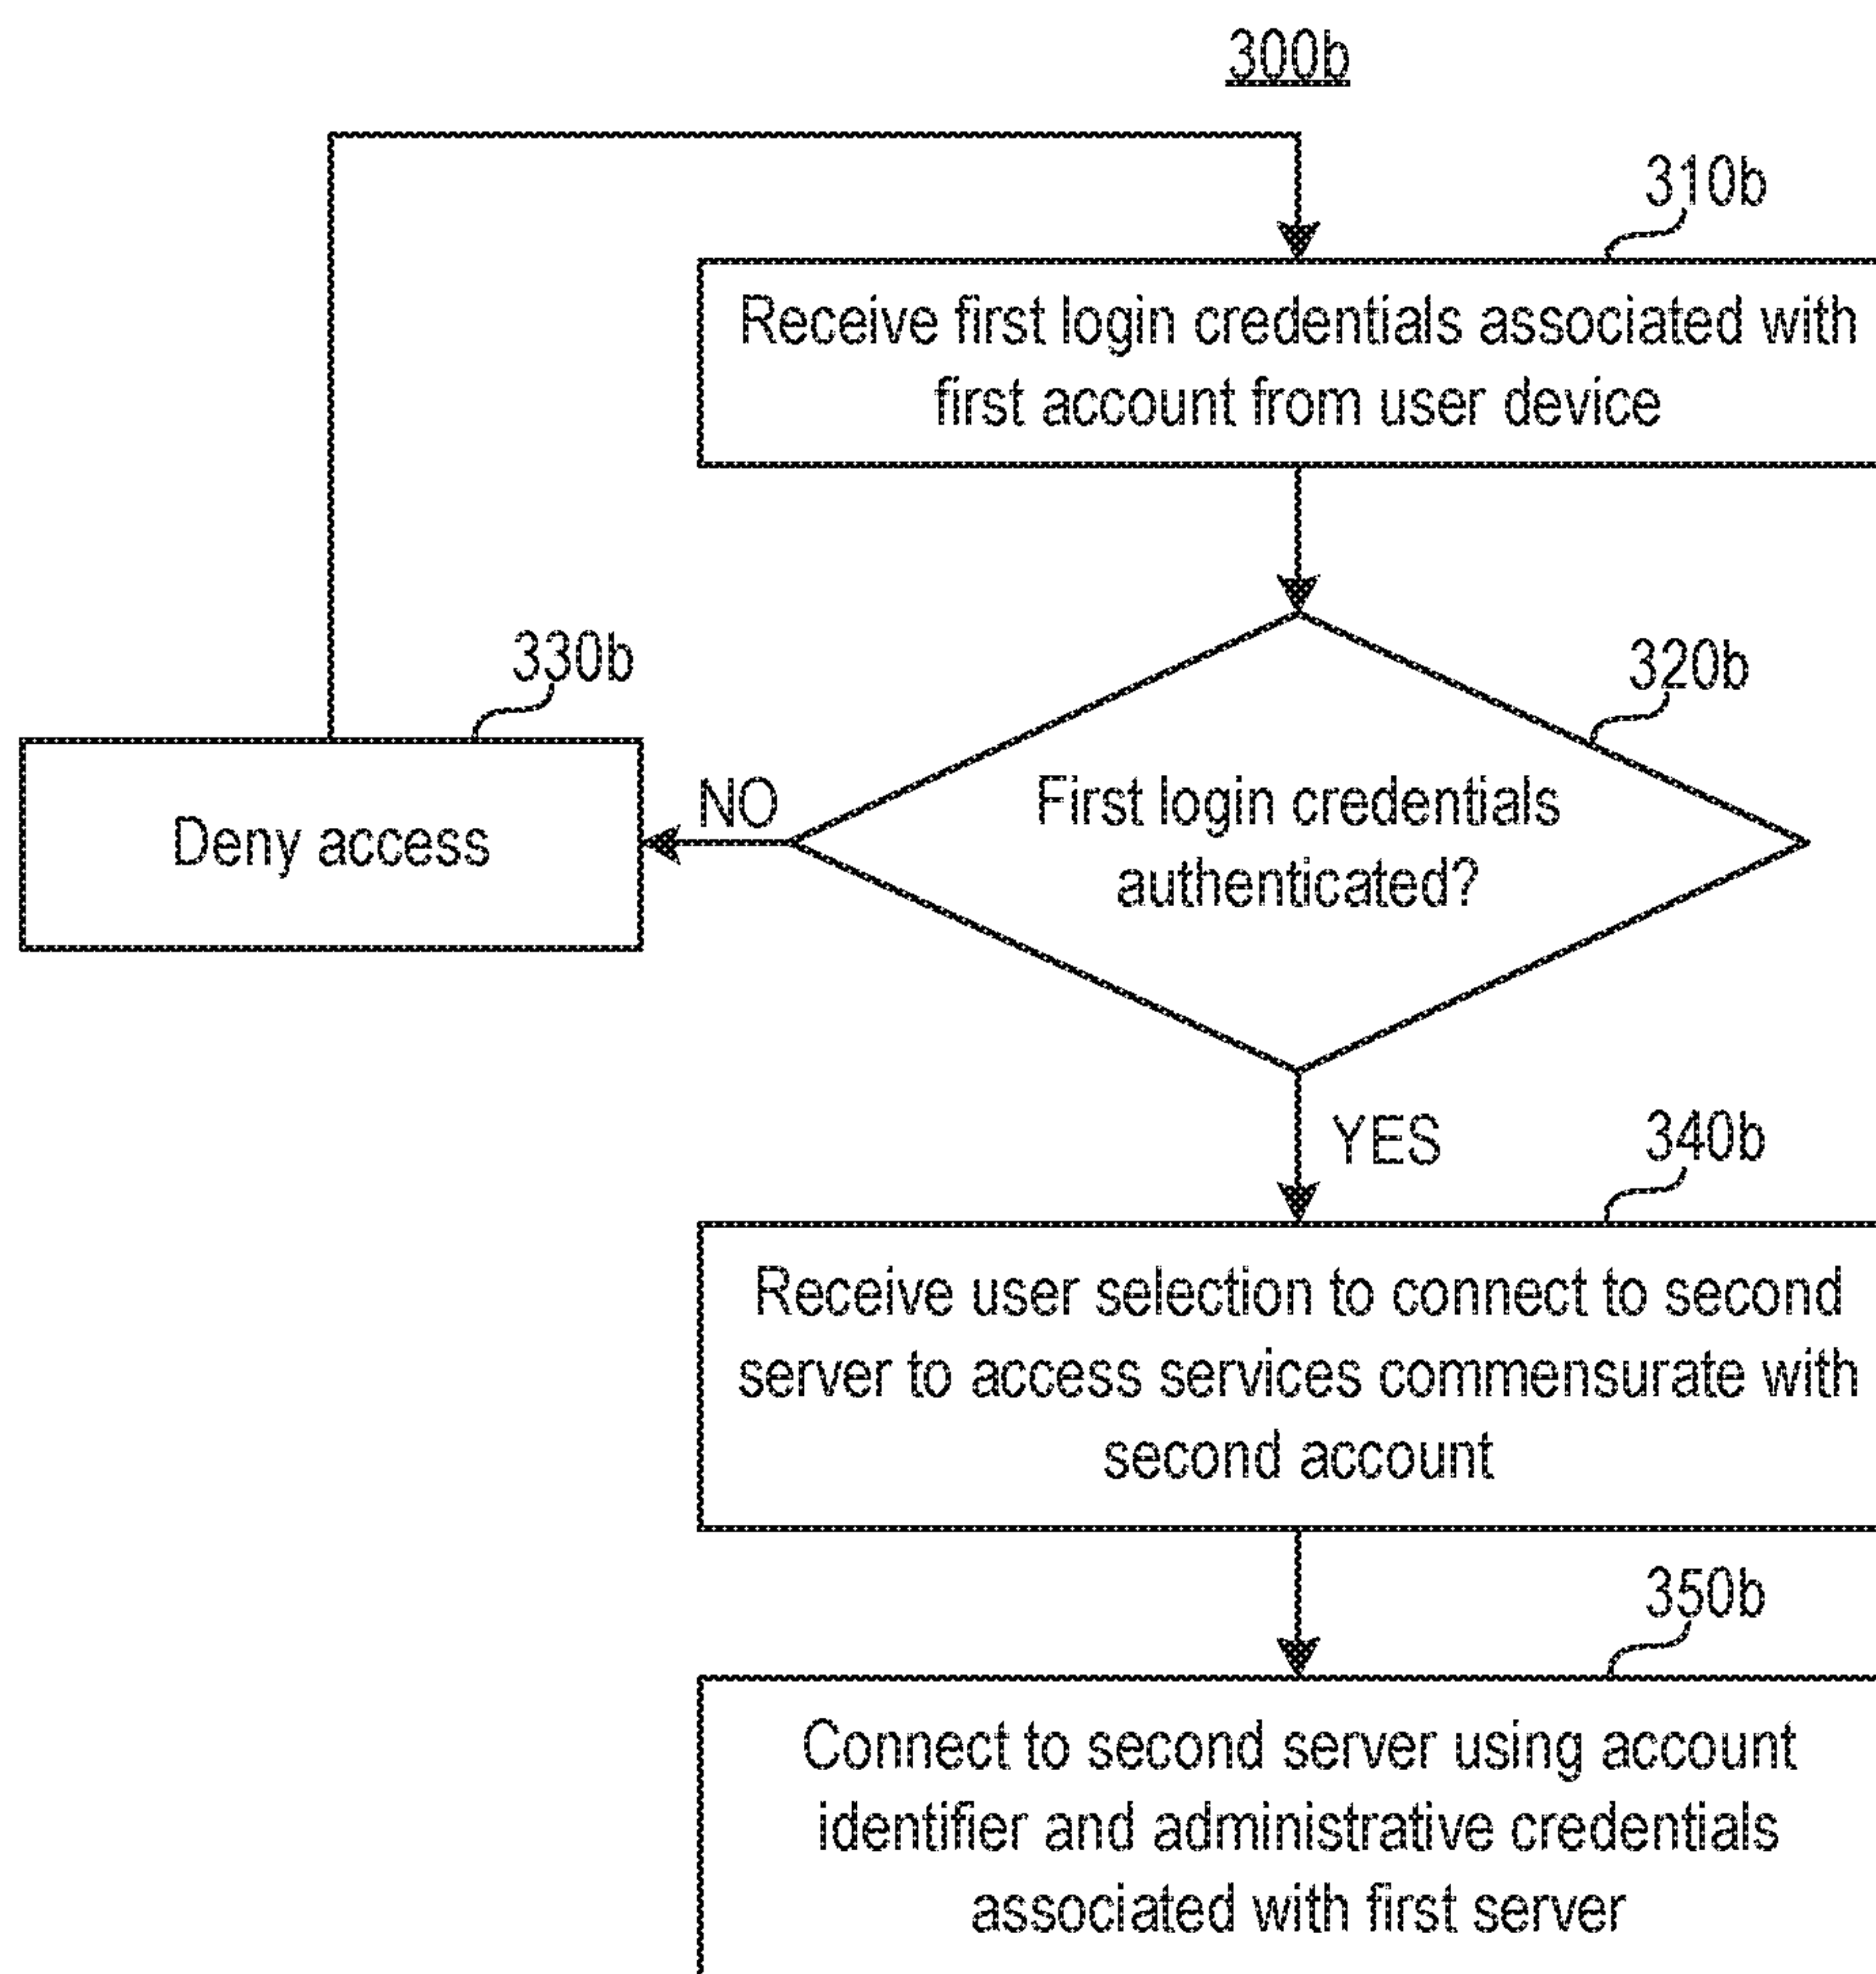 300b
310b
Receive first login credentials associated with
first account from user device
330b
320b
Deny access
NO
First login credentials
authenticated?
YES
340b
Receive user selection to connect to second
server to access services commensurate with
second account
350b
Connect to second server using account
identifier and administrative credentials
associated with first server